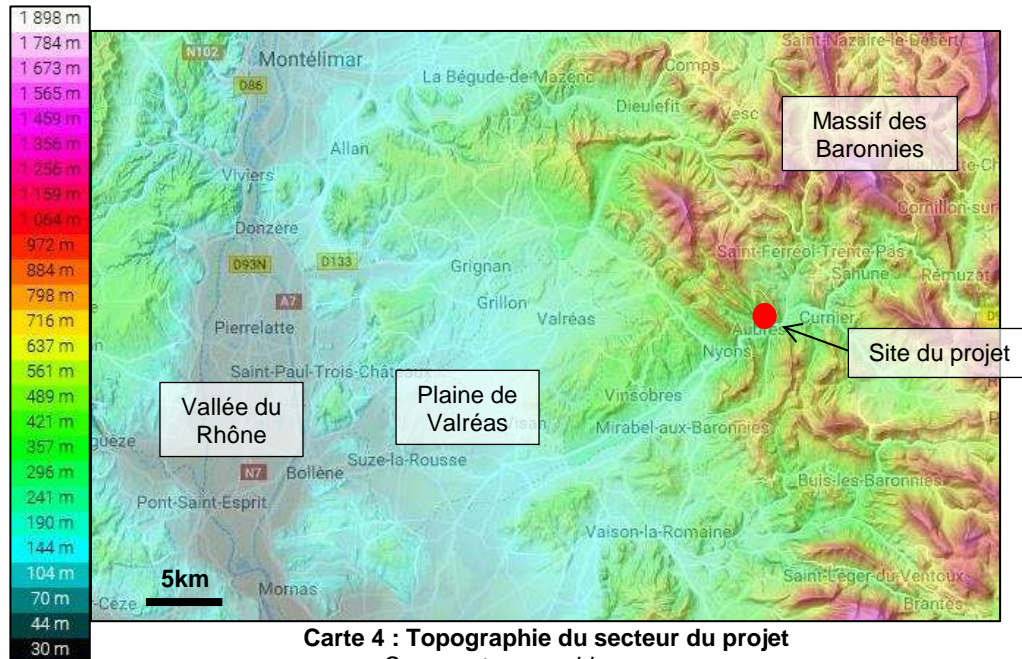 1 898 m
1 784 m
1 673 m
1 565 m
1 459 m
1 356 m
1 256 m
1 159 m
1 064 m
972 m
884 m
798 m
716 m
637 m
561 m
489 m
421 m
357 m
296 m
241 m
190 m
144 m
104 m
70 m
44 m
30 m
N102
Montélimar
Saint-Nazaire-le-Désert
La Bégude-de-Mazenc
Comps
D86
Dieulefit
Vesc
Massif des
Baronnies
Allan
Viviers
Cornillon-sur-
Donzère
Saint-Ferréol-Trente-Pas
D93N
D133
Grignan
Sahune
Rémuzat
A7
Grillon
Valréas
Curnier
Pierrelatte
Aubres
Nyons
Site du projet
Saint-Paul-Trois-Châteaux
Vallée du
Rhône
Plaine de
Valréas
Visan
Vinsobres
Mirabel-aux-Baronnies
Suze-la-Rousse
N7
Bollène
Buis-les-Baronnies
Pont-Saint-Esprit
Vaison-la-Romaine
5km
Mornas
Saint-Léger-du-Ventoux
-Cèze
Brantes
Carte 4 : Topographie du secteur du projet